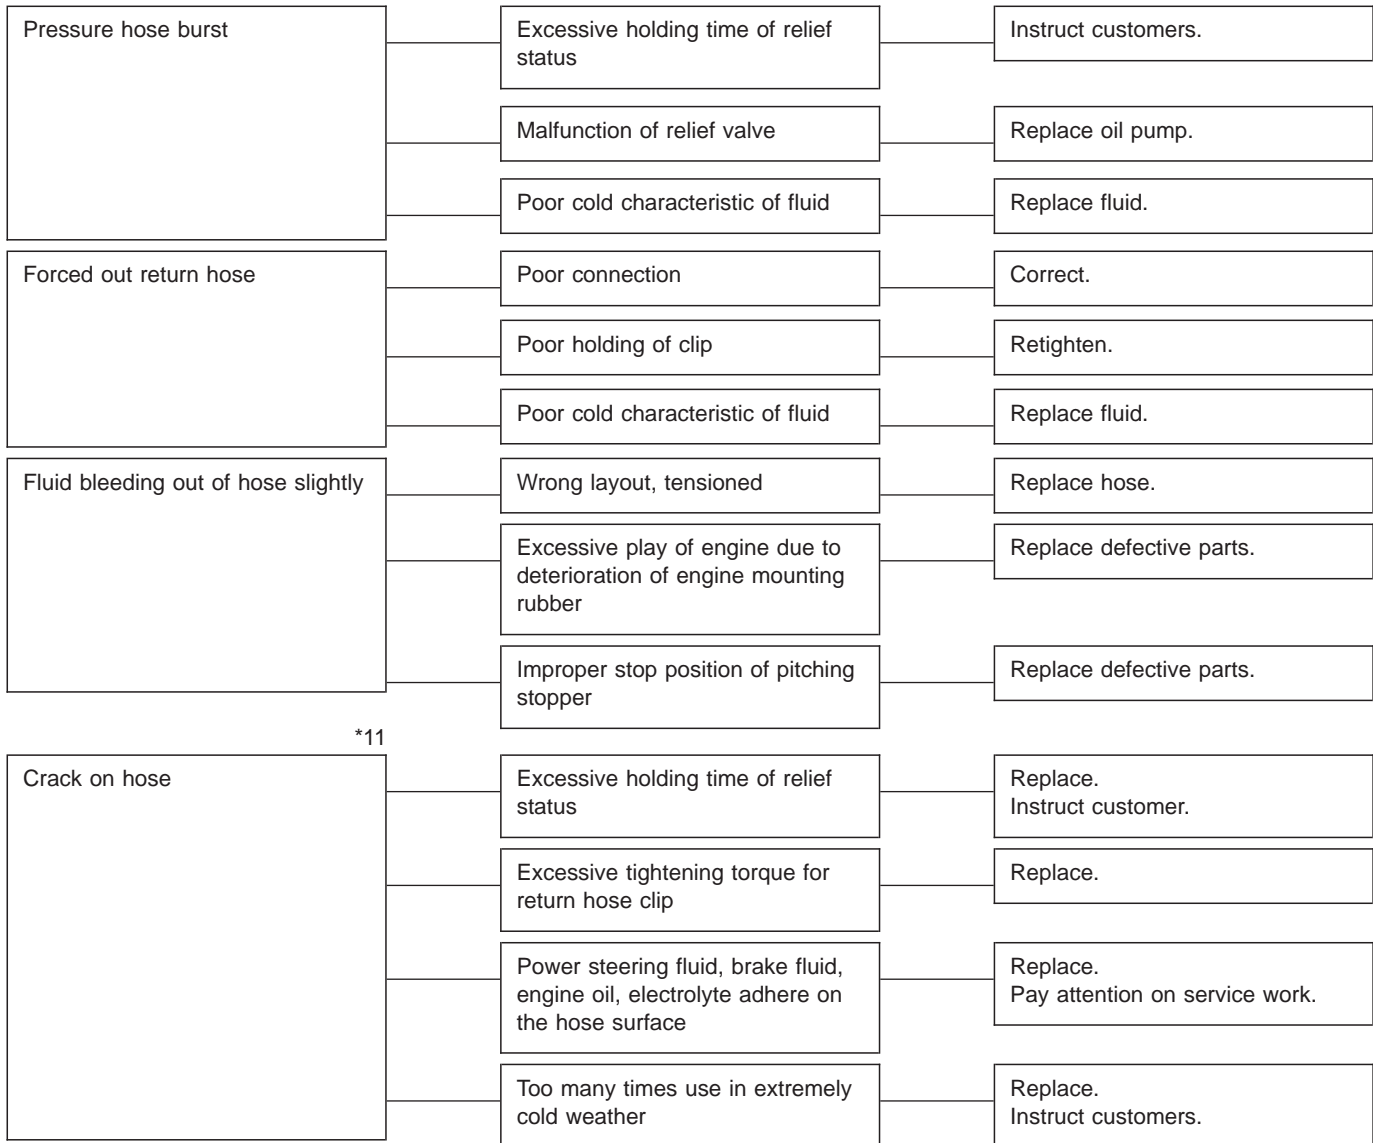 Pressure hose burst
Excessive holding time of relief
status
Instruct customers.
Malfunction of relief valve
Replace oil pump.
Poor cold characteristic of fluid
Replace fluid.
Forced out return hose
Poor connection
Correct.
Poor holding of clip
Retighten.
Poor cold characteristic of fluid
Replace fluid.
Fluid bleeding out of hose slightly
Wrong layout, tensioned
Replace hose.
Excessive play of engine due to
deterioration of engine mounting
rubber
Replace defective parts.
Improper stop position of pitching
stopper
Replace defective parts.
*11
Crack on hose
Excessive holding time of relief
status
Replace.
Instruct customer.
Excessive tightening torque for
return hose clip
Replace.
Power steering fluid, brake fluid,
engine oil, electrolyte adhere on
the hose surface
Replace.
Pay attention on service work.
Too many times use in extremely
cold weather
Replace.
Instruct customers.